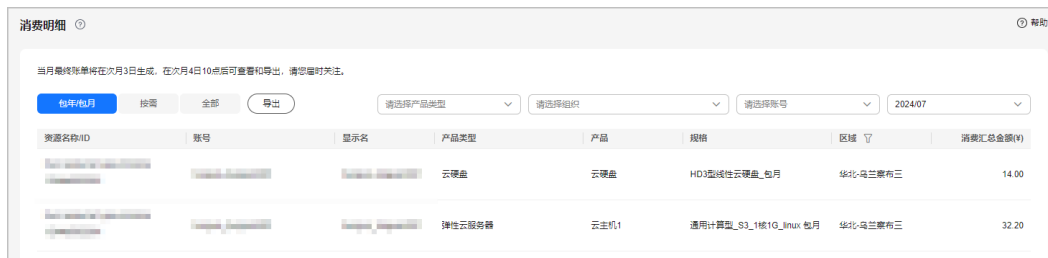 消费明细
帮助
当月最终账单将在次月3日生成，在次月4日10点后可查看和导出，请您届时关注。
包年/包月 按需 全部 导出 请选择产品类型 请选择组织 请选择账号 2024/07
资源名称/ID 账号 显示名 产品类型 产品 规格 区域 消费汇总金额(¥)
云硬盘 云硬盘 HD3型线性云硬盘_包月 华北-乌兰察布三 14.00
弹性云服务器 云主机1 通用计算型_S3_1核1G_linux 包月 华北-乌兰察布三 32.20